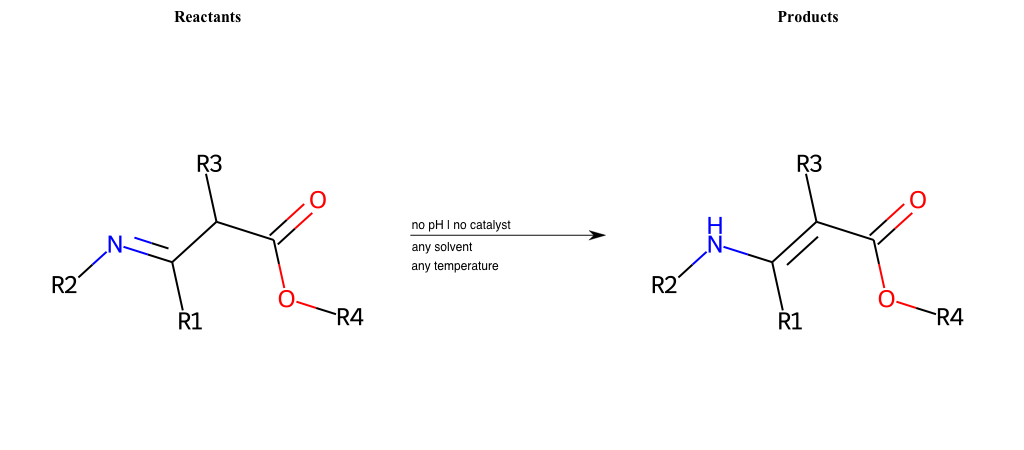 Reactants
Products
R3
O
N
R2
R1
O
R4
no pH | no catalyst
any solvent
any temperature
R3
O
H
N
R2
R1
O
R4